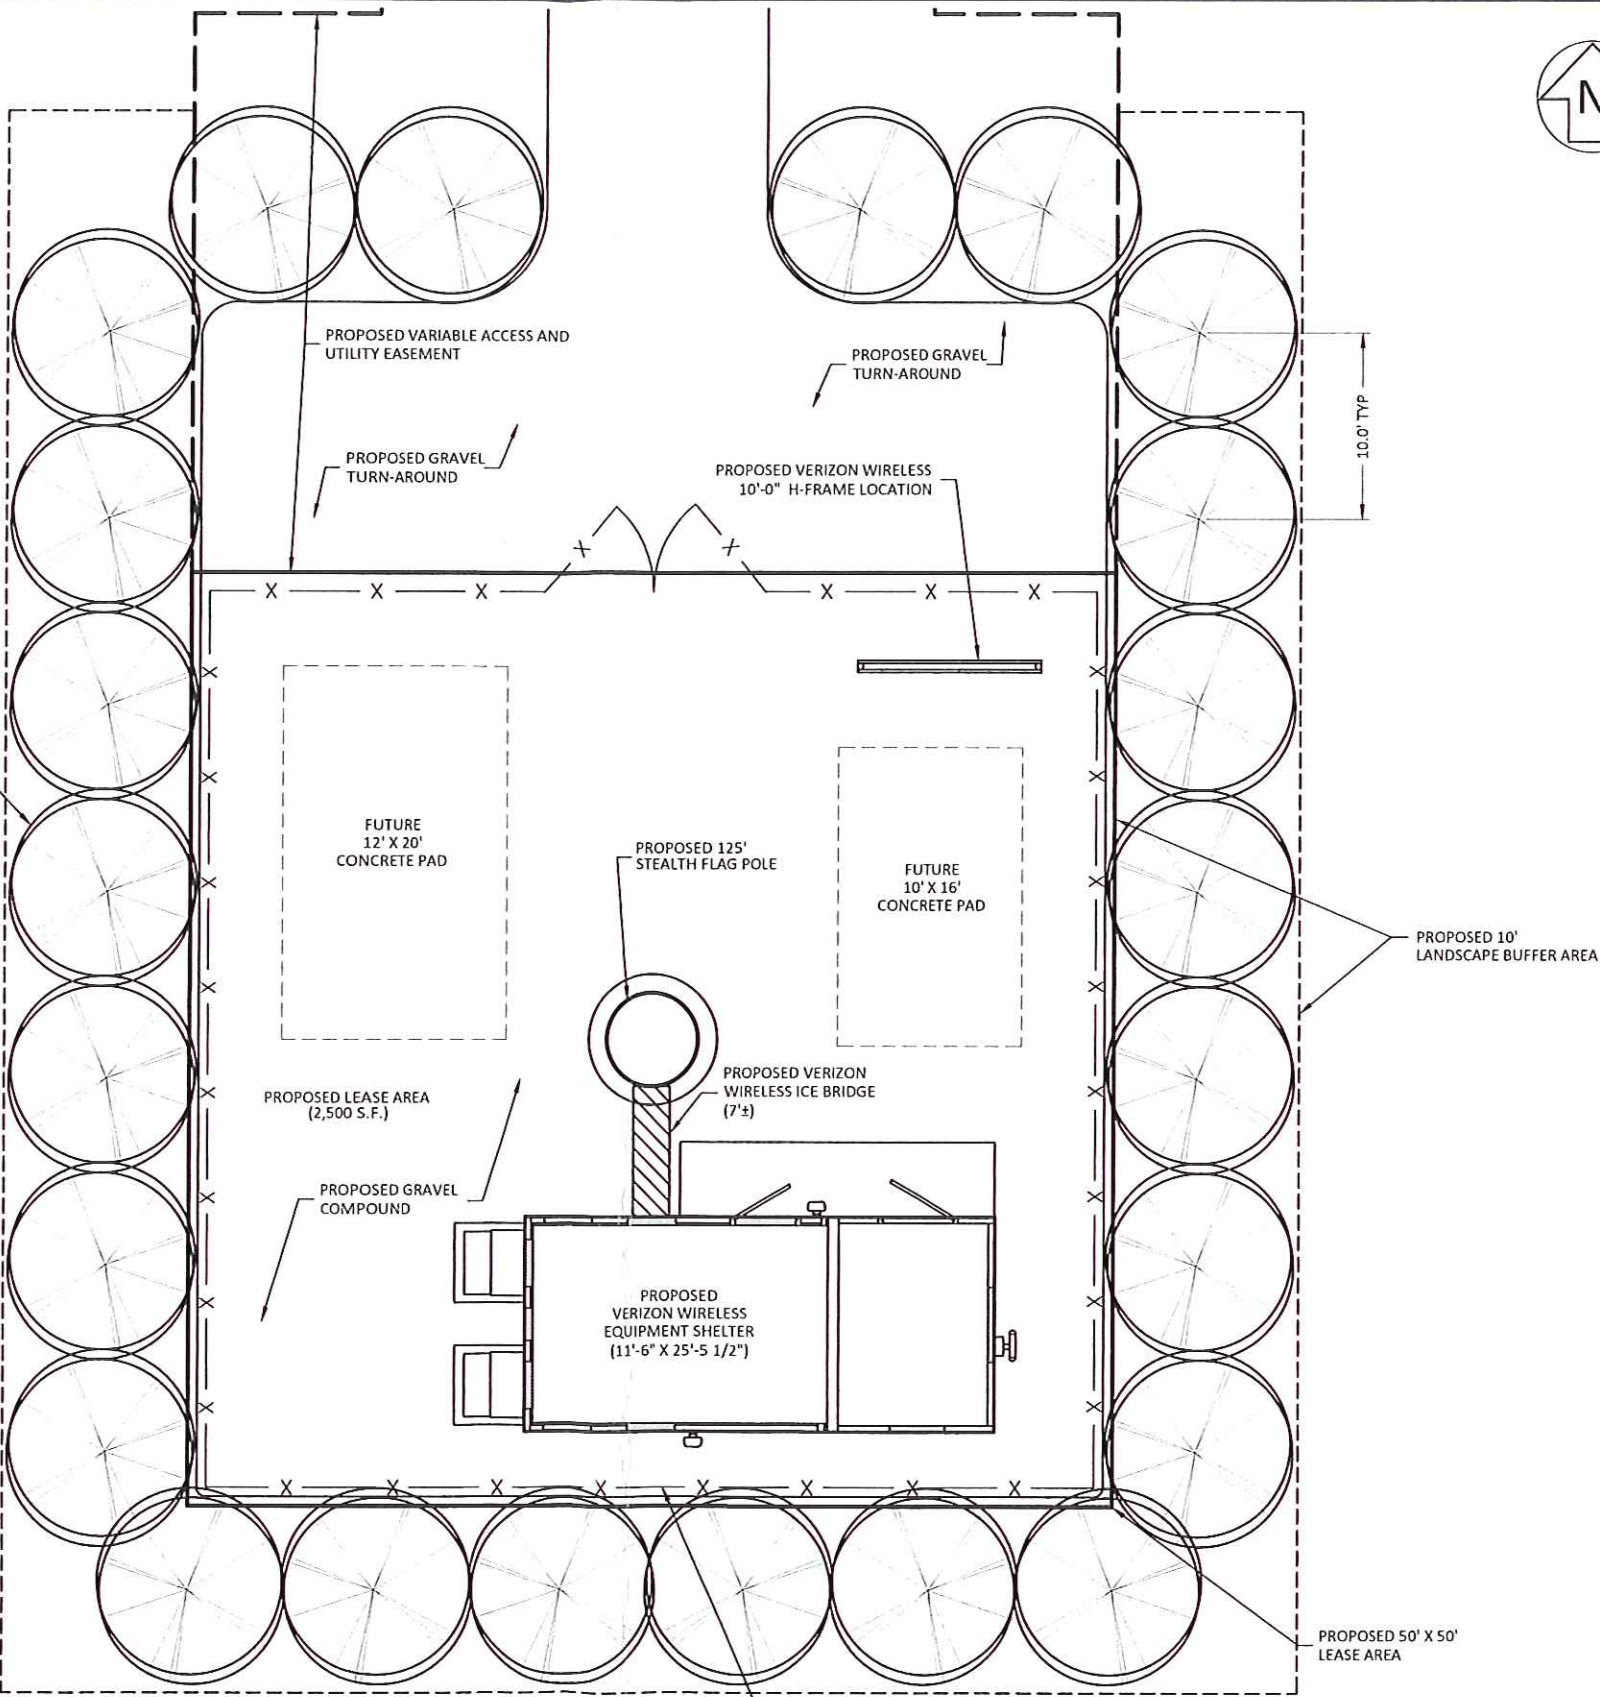 N
PROPOSED VARIABLE ACCESS AND
UTILITY EASEMENT
PROPOSED GRAVEL
TURN-AROUND
10.0' TYP
PROPOSED GRAVEL
TURN-AROUND
PROPOSED VERIZON WIRELESS
10'-0" H-FRAME LOCATION
X X
X X X X X X
X X
X X
FUTURE
12' X 20'
CONCRETE PAD
PROPOSED 125'
STEALTH FLAG POLE
FUTURE
10' X 16'
CONCRETE PAD
X X
PROPOSED 10'
LANDSCAPE BUFFER AREA
X X
PROPOSED VERIZON
WIRELESS ICE BRIDGE
(7'±)
PROPOSED LEASE AREA
(2,500 S.F.)
X X
PROPOSED GRAVEL
COMPOUND
X X
PROPOSED
VERIZON WIRELESS
EQUIPMENT SHELTER
(11'-6" X 25'-5 1/2")
X X
X X
X X X X X X X X
PROPOSED 50' X 50'
LEASE AREA